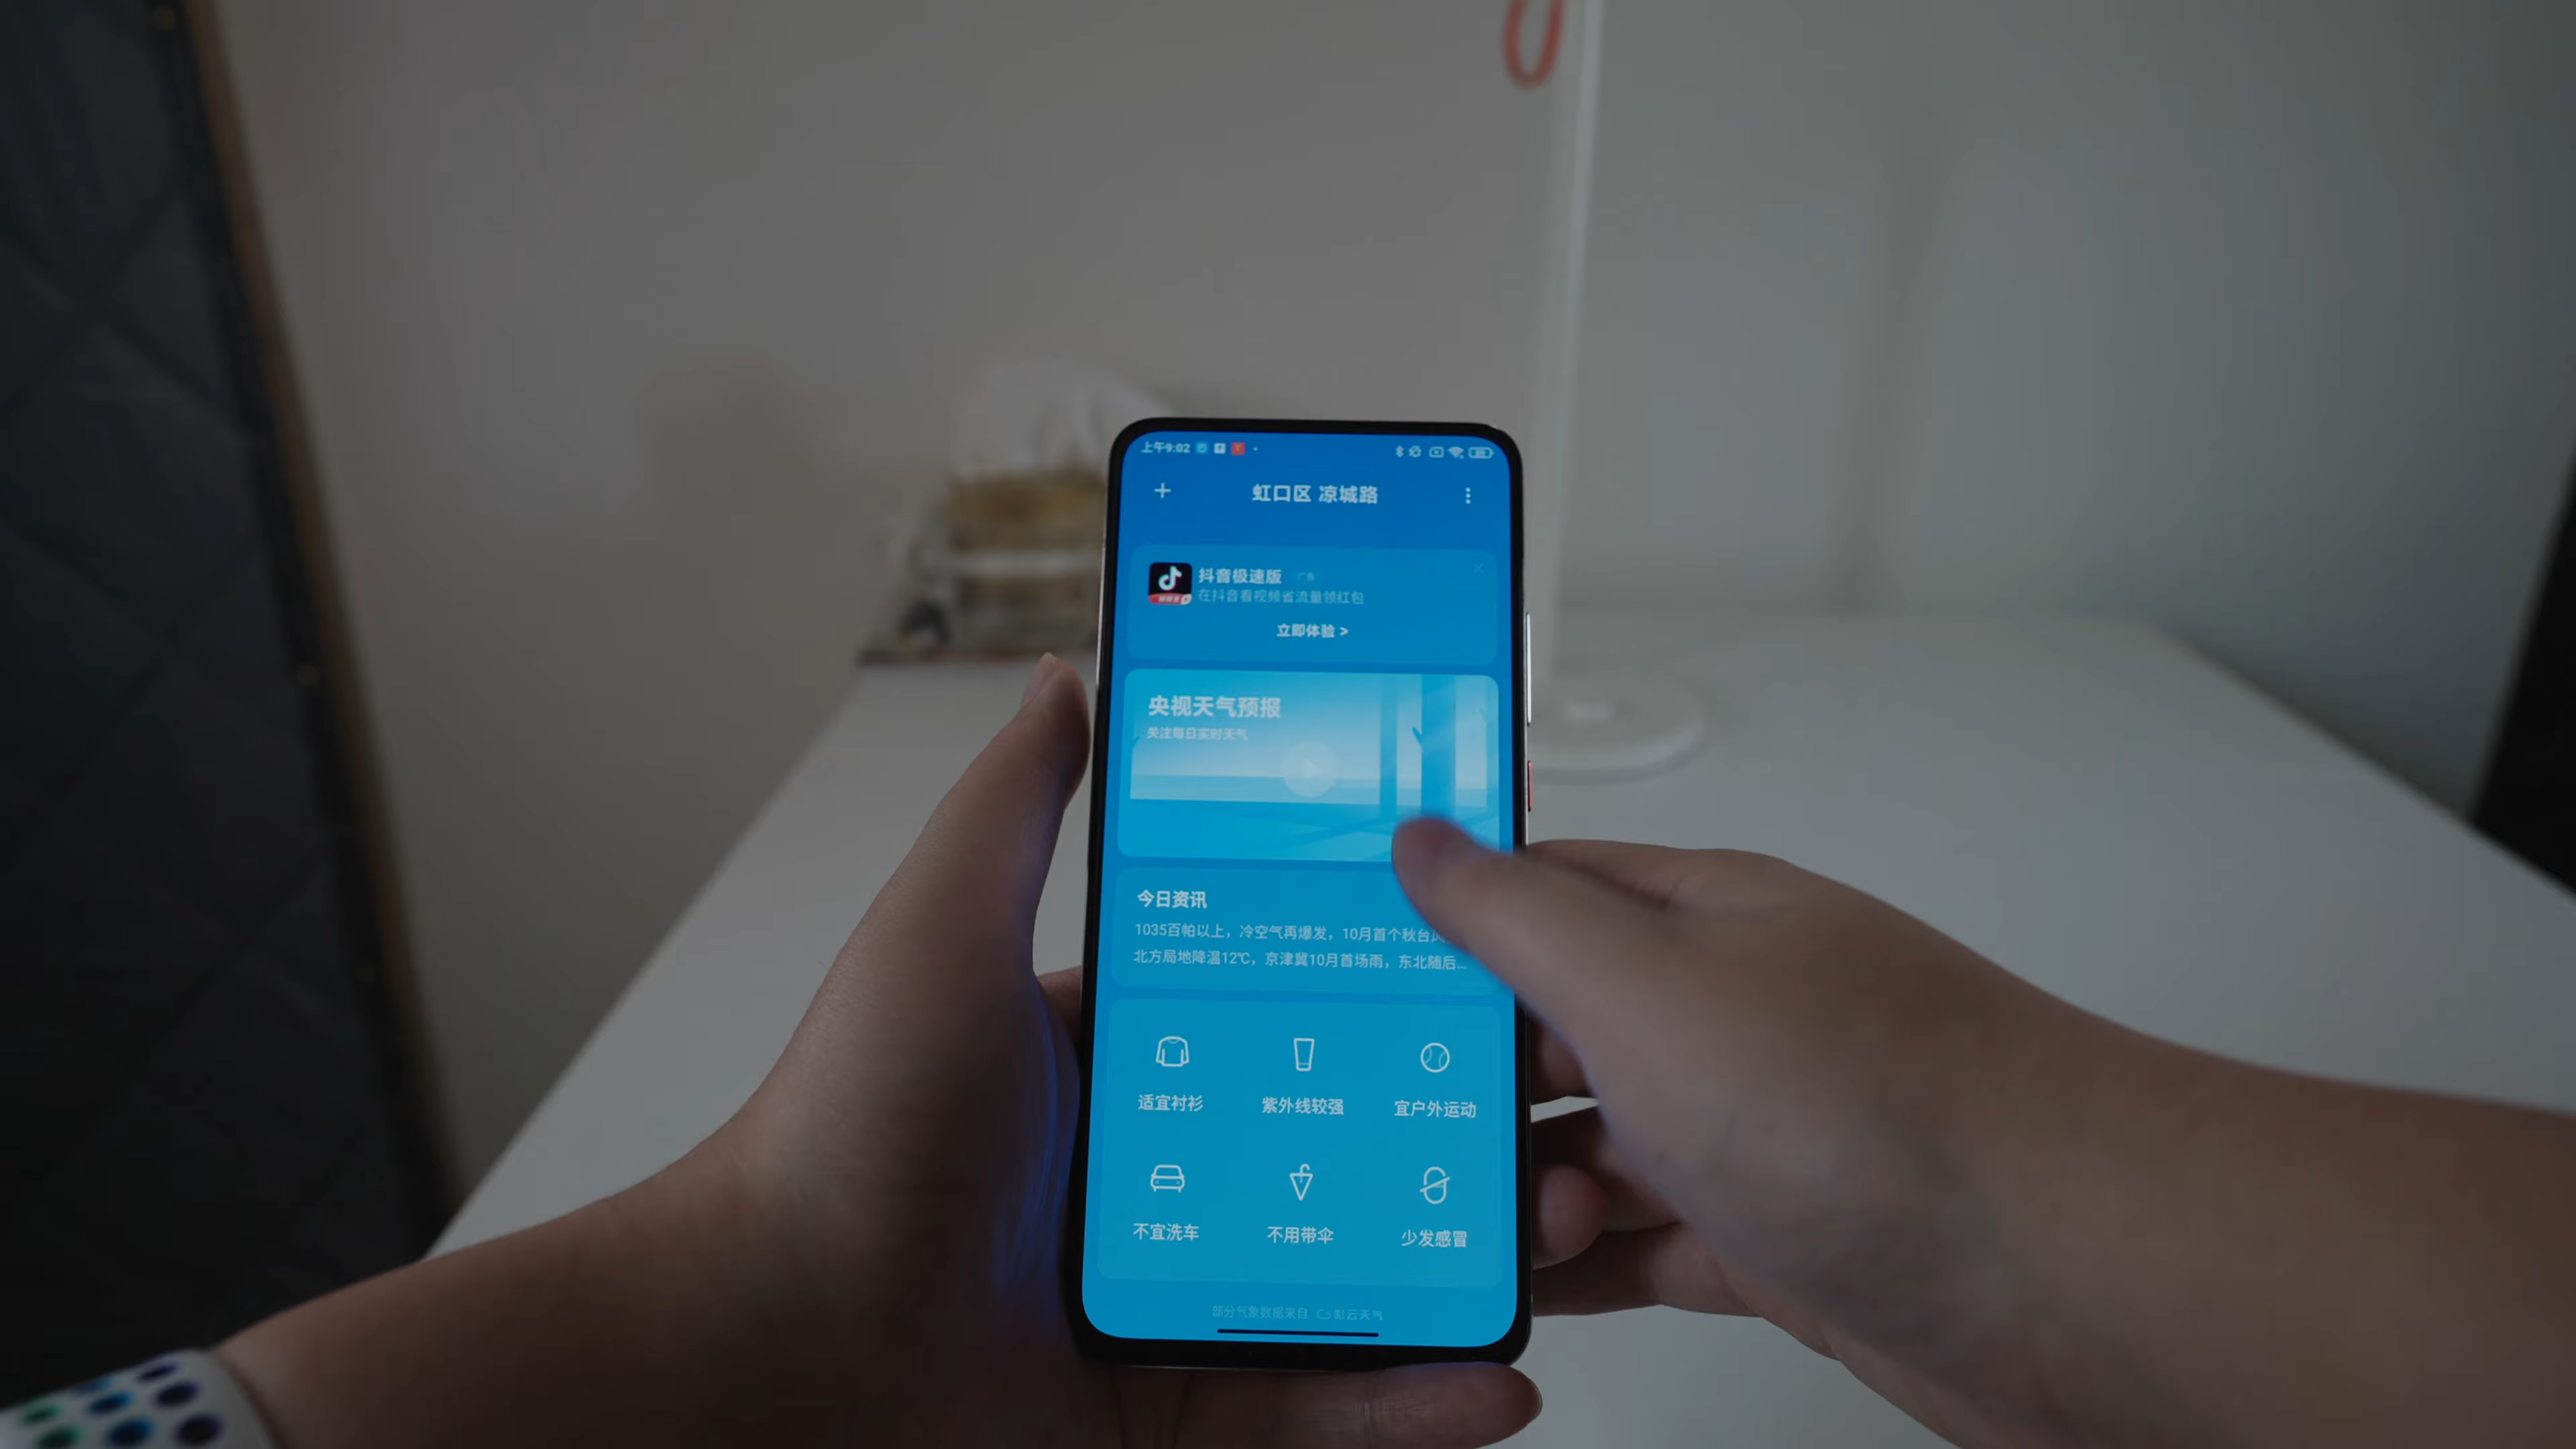 上午9:02
虹口区 凉城路
抖音极速版 广告
在抖音看视频省流量领红包
立即体验 >
央视天气预报
关注每日实时天气
今日资讯
1035百帕以上，冷空气再爆发，10月首个秋台
北方局地降温12℃，京津冀10月首场雨，东北随后...
适宜衬衫 紫外线较强 宜户外运动
不宜洗车 不用带伞 少发感冒
部分气象数据来自 彩云天气